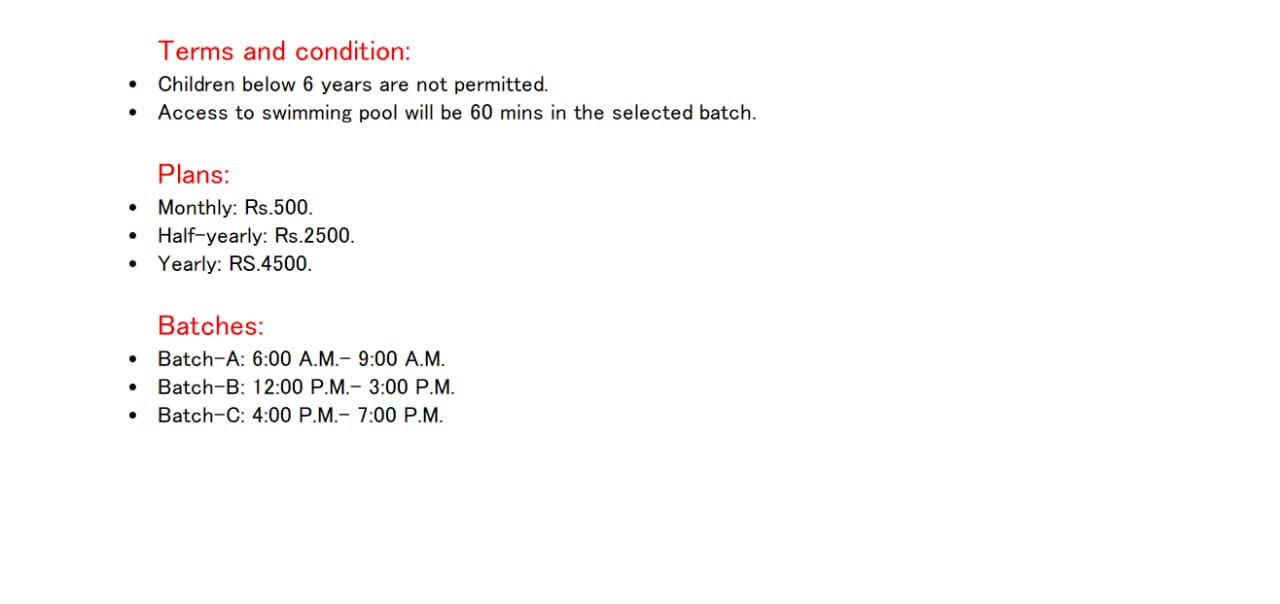 Terms and condition:
• Children below 6 years are not permitted.
• Access to swimming pool will be 60 mins in the selected batch.
Plans:
• Monthly: Rs.500.
• Half-yearly: Rs.2500.
• Yearly: RS.4500.
Batches:
• Batch-A: 6:00 A.M.- 9:00 A.M.
• Batch-B: 12:00 P.M.- 3:00 P.M.
• Batch-C: 4:00 P.M.- 7:00 P.M.